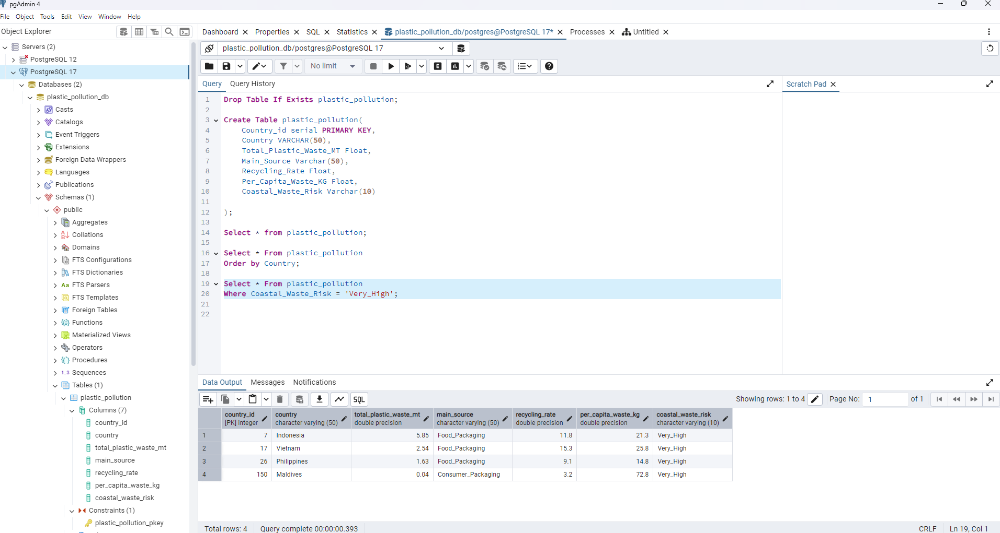 pgAdmin 4
File Object Tools Edit View Window Help
Object Explorer
Servers (2)
PostgreSQL 12
PostgreSQL 17
Databases (2)
plastic_pollution_db
Casts
Catalogs
Event Triggers
Extensions
Foreign Data Wrappers
Languages
Publications
Schemas (1)
public
Aggregates
Collations
Domains
FTS Configurations
FTS Dictionaries
Aa FTS Parsers
FTS Templates
Foreign Tables
Functions
Materialized Views
Operators
Procedures
1..3 Sequences
Tables (1)
plastic_pollution
Columns (7)
country_id
country
total_plastic_waste_mt
main_source
recycling_rate
per_capita_waste_kg
coastal_waste_risk
Constraints (1)
plastic_pollution_pkey
Dashboard Properties SQL Statistics plastic_pollution_db/postgres@PostgreSQL 17* Processes Untitled
plastic_pollution_db/postgres@PostgreSQL 17
No limit E
Query Query History
1 Drop Table If Exists plastic_pollution;
2
3 Create Table plastic_pollution(
4 Country_id serial PRIMARY KEY,
5 Country VARCHAR(50),
6 Total_Plastic_Waste_MT Float,
7 Main_Source Varchar(50),
8 Recycling_Rate Float,
9 Per_Capita_Waste_KG Float,
10 Coastal_Waste_Risk Varchar(10)
11
12 );
13
14 Select * from plastic_pollution;
15
16 Select * From plastic_pollution
17 Order by Country;
18
19 Select * From plastic_pollution
20 Where Coastal_Waste_Risk = 'Very_High';
21
22
Scratch Pad
Data Output Messages Notifications
SQL Showing rows: 1 to 4 Page No: 1 of 1
country_id country total_plastic_waste_mt main_source recycling_rate per_capita_waste_kg coastal_waste_risk
[PK] integer character varying (50) double precision character varying (50) double precision double precision character varying (10)
1 7 Indonesia 5.85 Food_Packaging 11.8 21.3 Very_High
2 17 Vietnam 2.54 Food_Packaging 15.3 25.8 Very_High
3 26 Philippines 1.63 Food_Packaging 9.1 14.8 Very_High
4 150 Maldives 0.04 Consumer_Packaging 3.2 72.8 Very_High
Total rows: 4 Query complete 00:00:00.393 CRLF Ln 19, Col 1